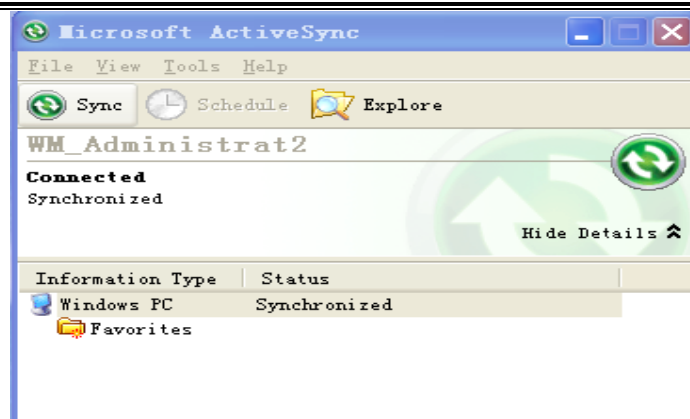 Microsoft ActiveSync
File View Tools Help
Sync Schedule Explore
WM_Administrat2
Connected
Synchronized
Hide Details
Information Type Status
Windows PC Synchronized
Favorites